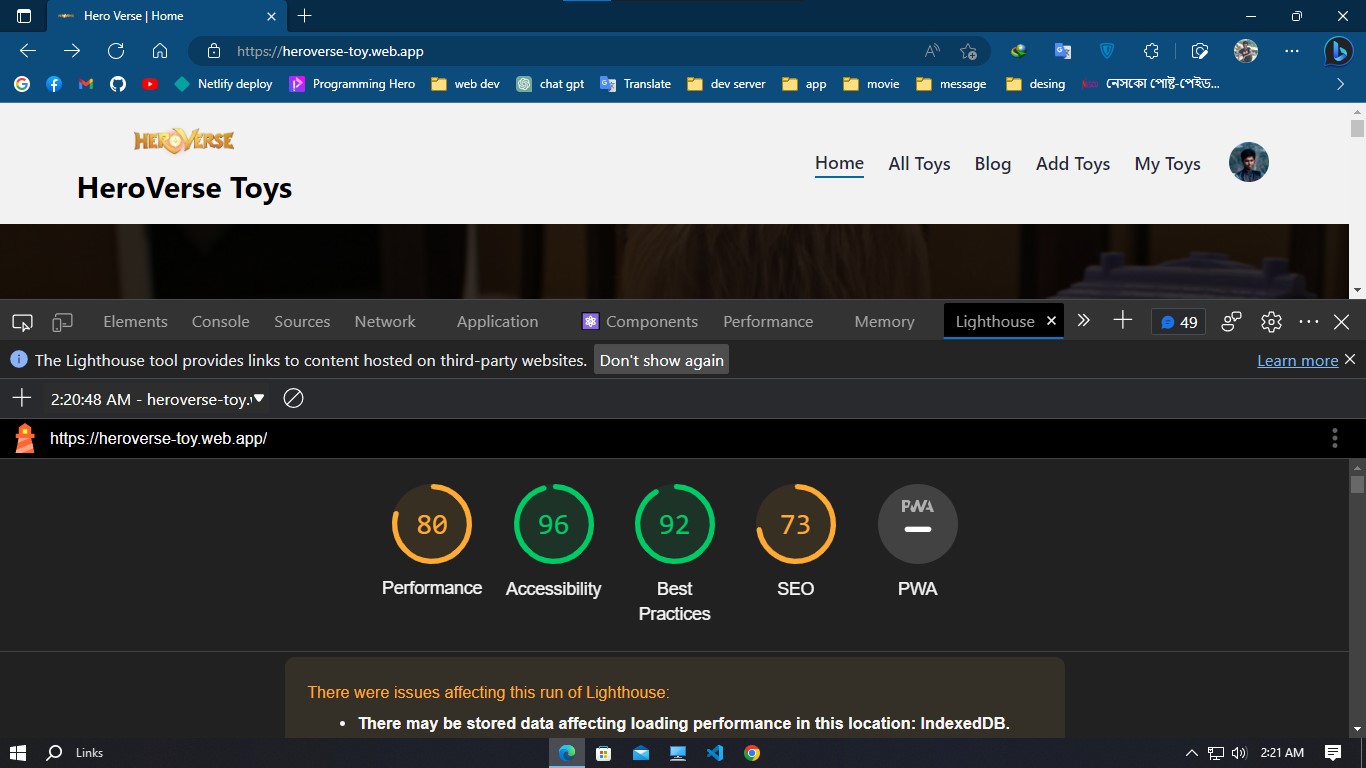 Hero Verse | Home
https://heroverse-toy.web.app
Netlify deploy
Programming Hero
web dev
chat gpt
Translate
dev server
app
movie
message
desing
নেসকো পোষ্ট-পেইড...
HEROVERSE
HeroVerse Toys
Home
All Toys
Blog
Add Toys
My Toys
Elements
Console
Sources
Network
Application
Components
Performance
Memory
Lighthouse
49
The Lighthouse tool provides links to content hosted on third-party websites.
Don't show again
Learn more
2:20:48 AM - heroverse-toy.
https://heroverse-toy.web.app/
80
96
92
73
PWA
Performance
Accessibility
Best
Practices
SEO
PWA
There were issues affecting this run of Lighthouse:
• There may be stored data affecting loading performance in this location: IndexedDB.
Links
2:21 AM